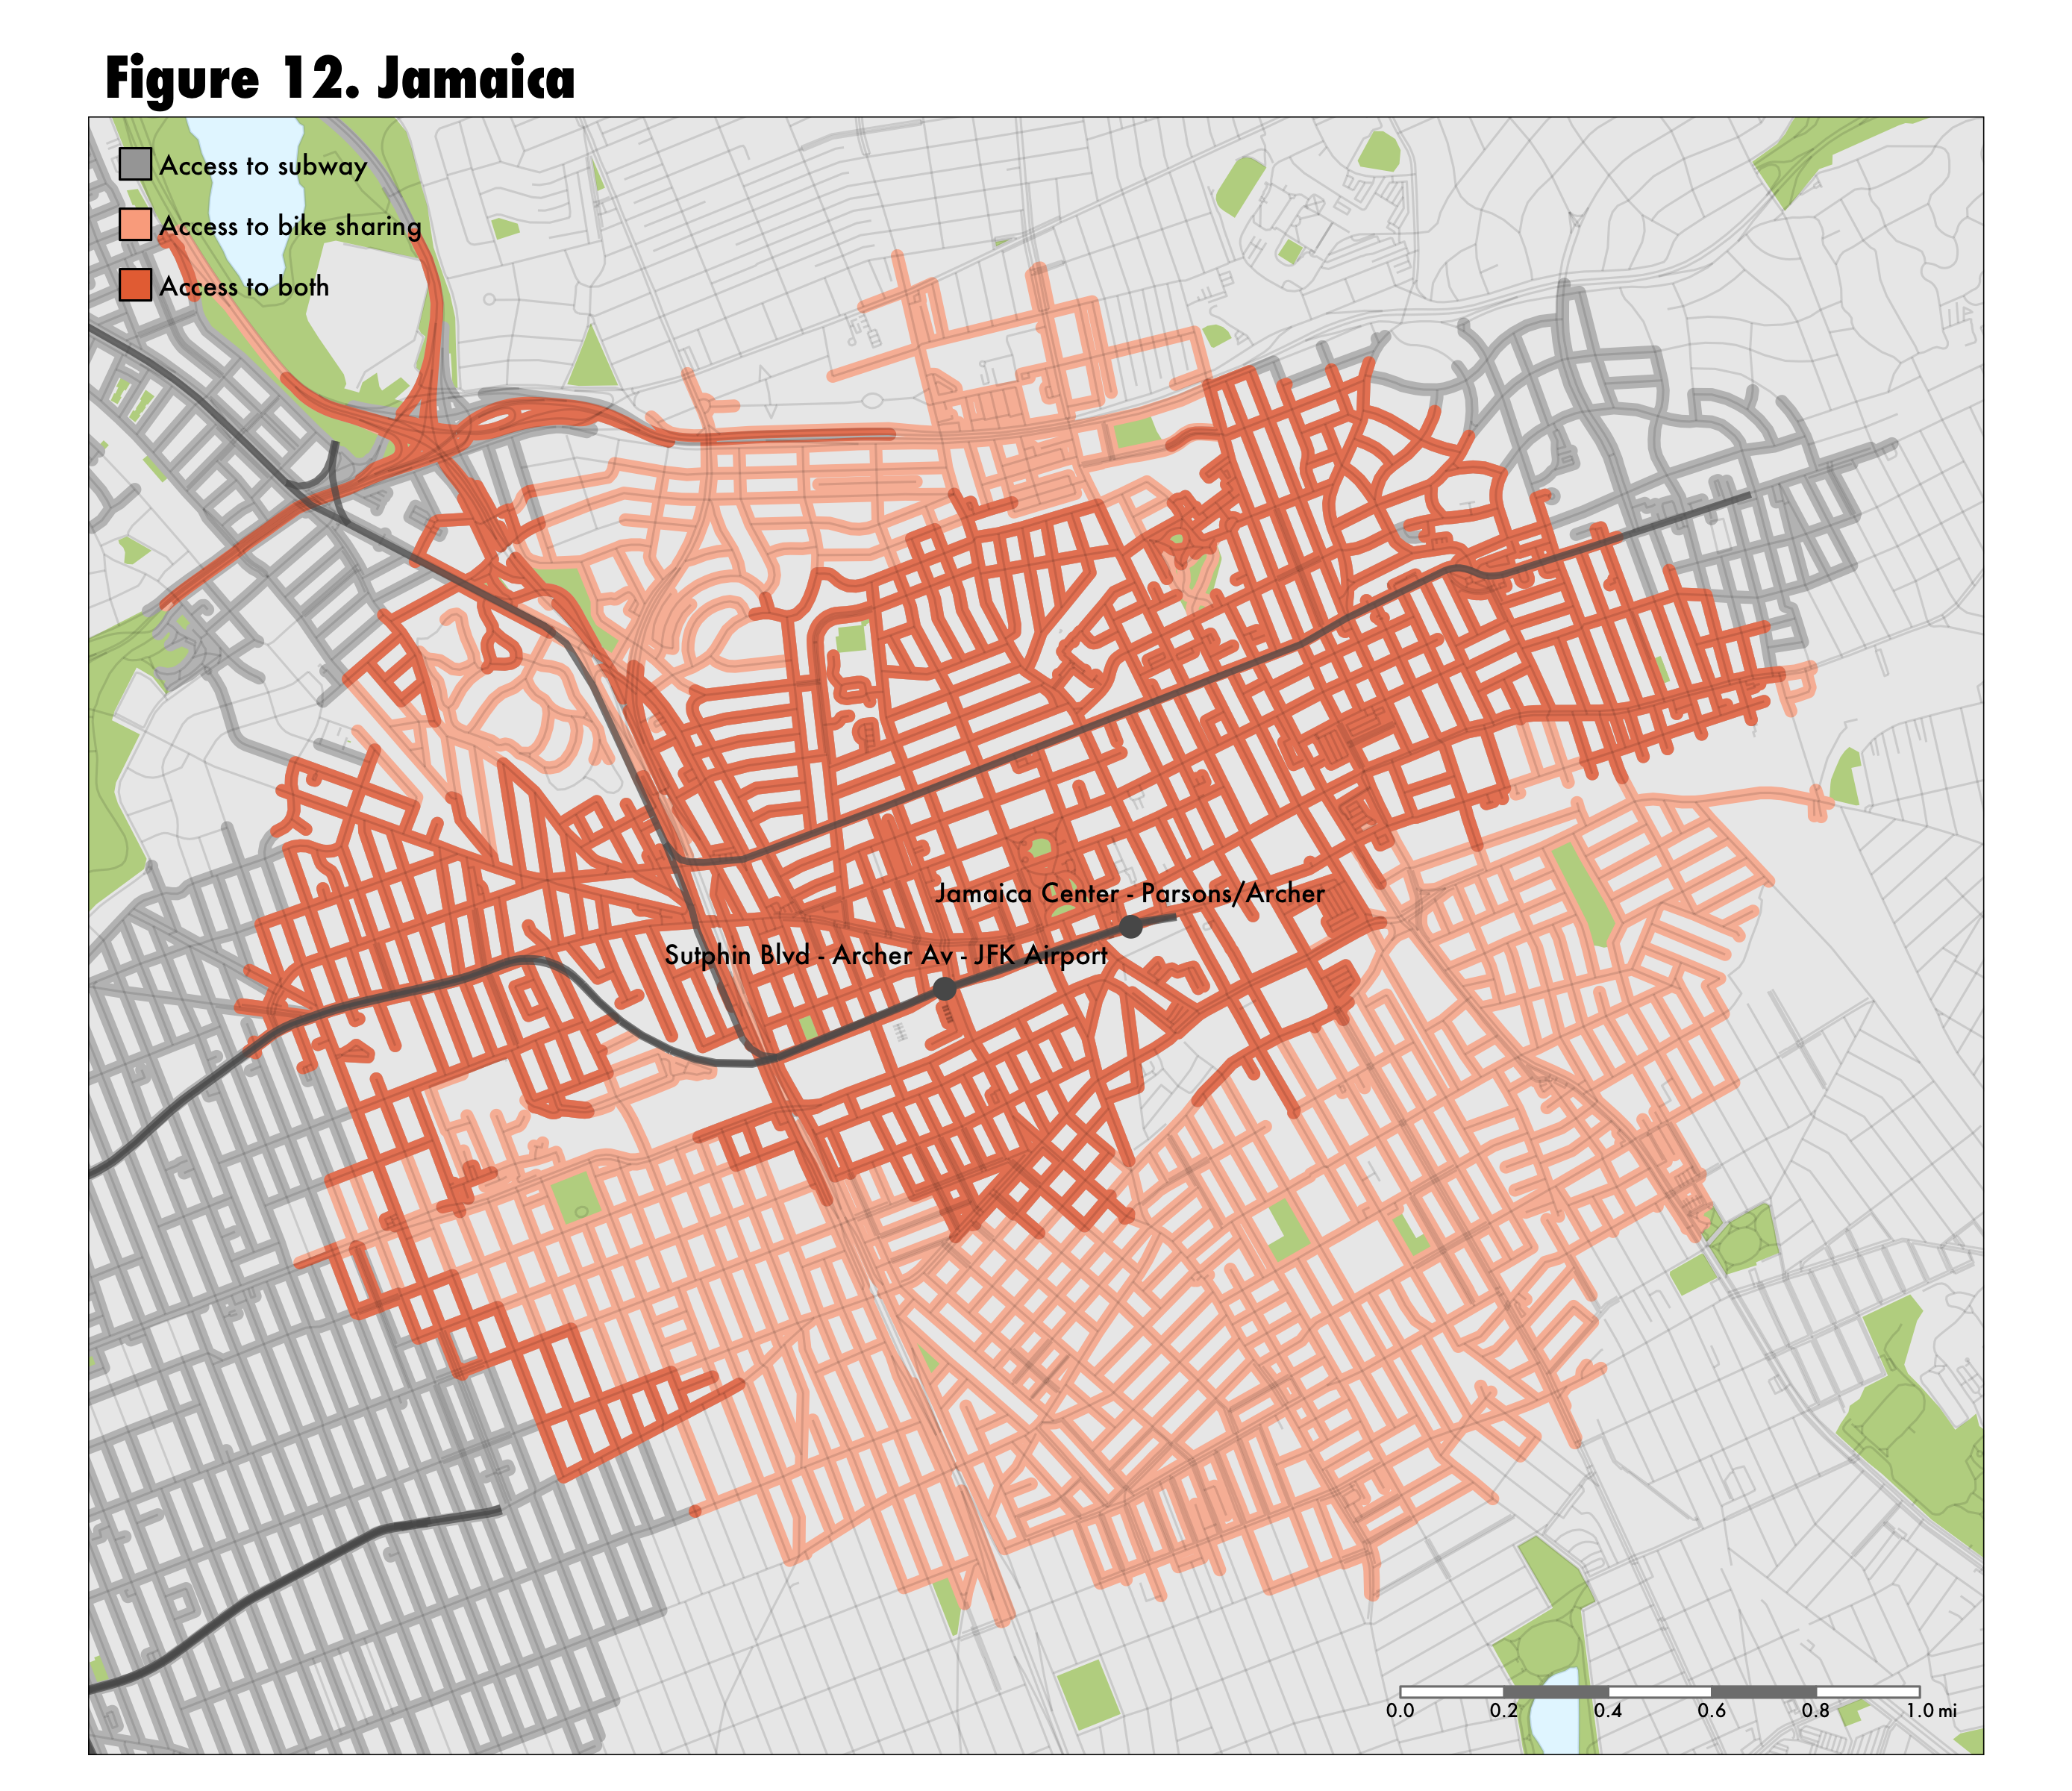 Figure 12. Jamaica
Access to subway
Access to bike sharing
Access to both
Jamaica Center - Parsons/Archer
Sutphin Blvd - Archer Av - JFK Airport
0.0 0.2 0.4 0.6 0.8 1.0 mi